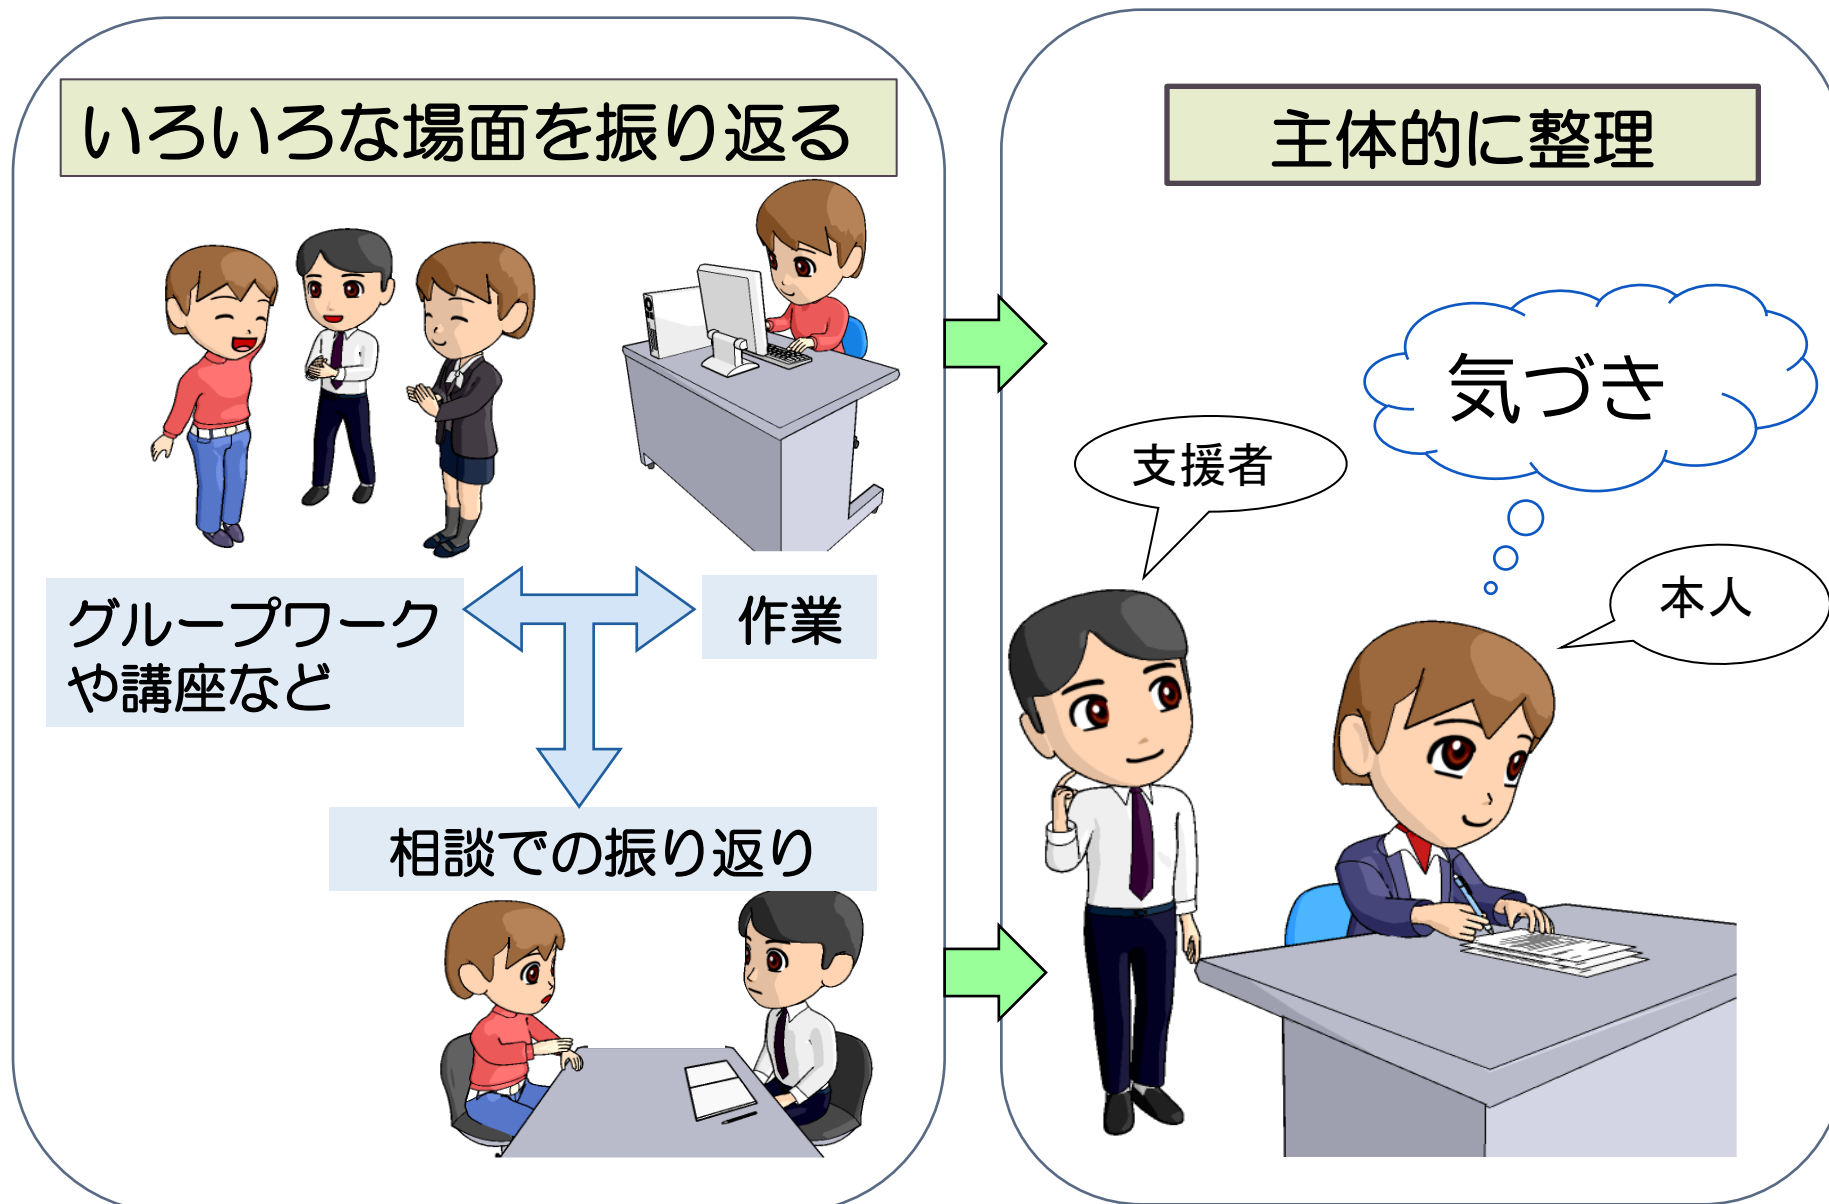 いろいろな場面を振り返る
グループワーク
や講座など
作業
相談での振り返り
主体的に整理
気づき
支援者
本人